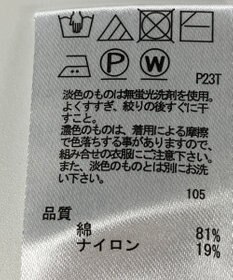 P
W
P23T
淡色のものは無蛍光洗剤を使用。
よくすすぎ、絞りの後すぐに干
すこと。
濃色のものは、着用による摩擦
で色落ちする事がありますので、
組み合せの衣服にご注意下さい。
また、他のものとは別にお洗
い下さい。
105
品質
綿 81%
ナイロン 19%